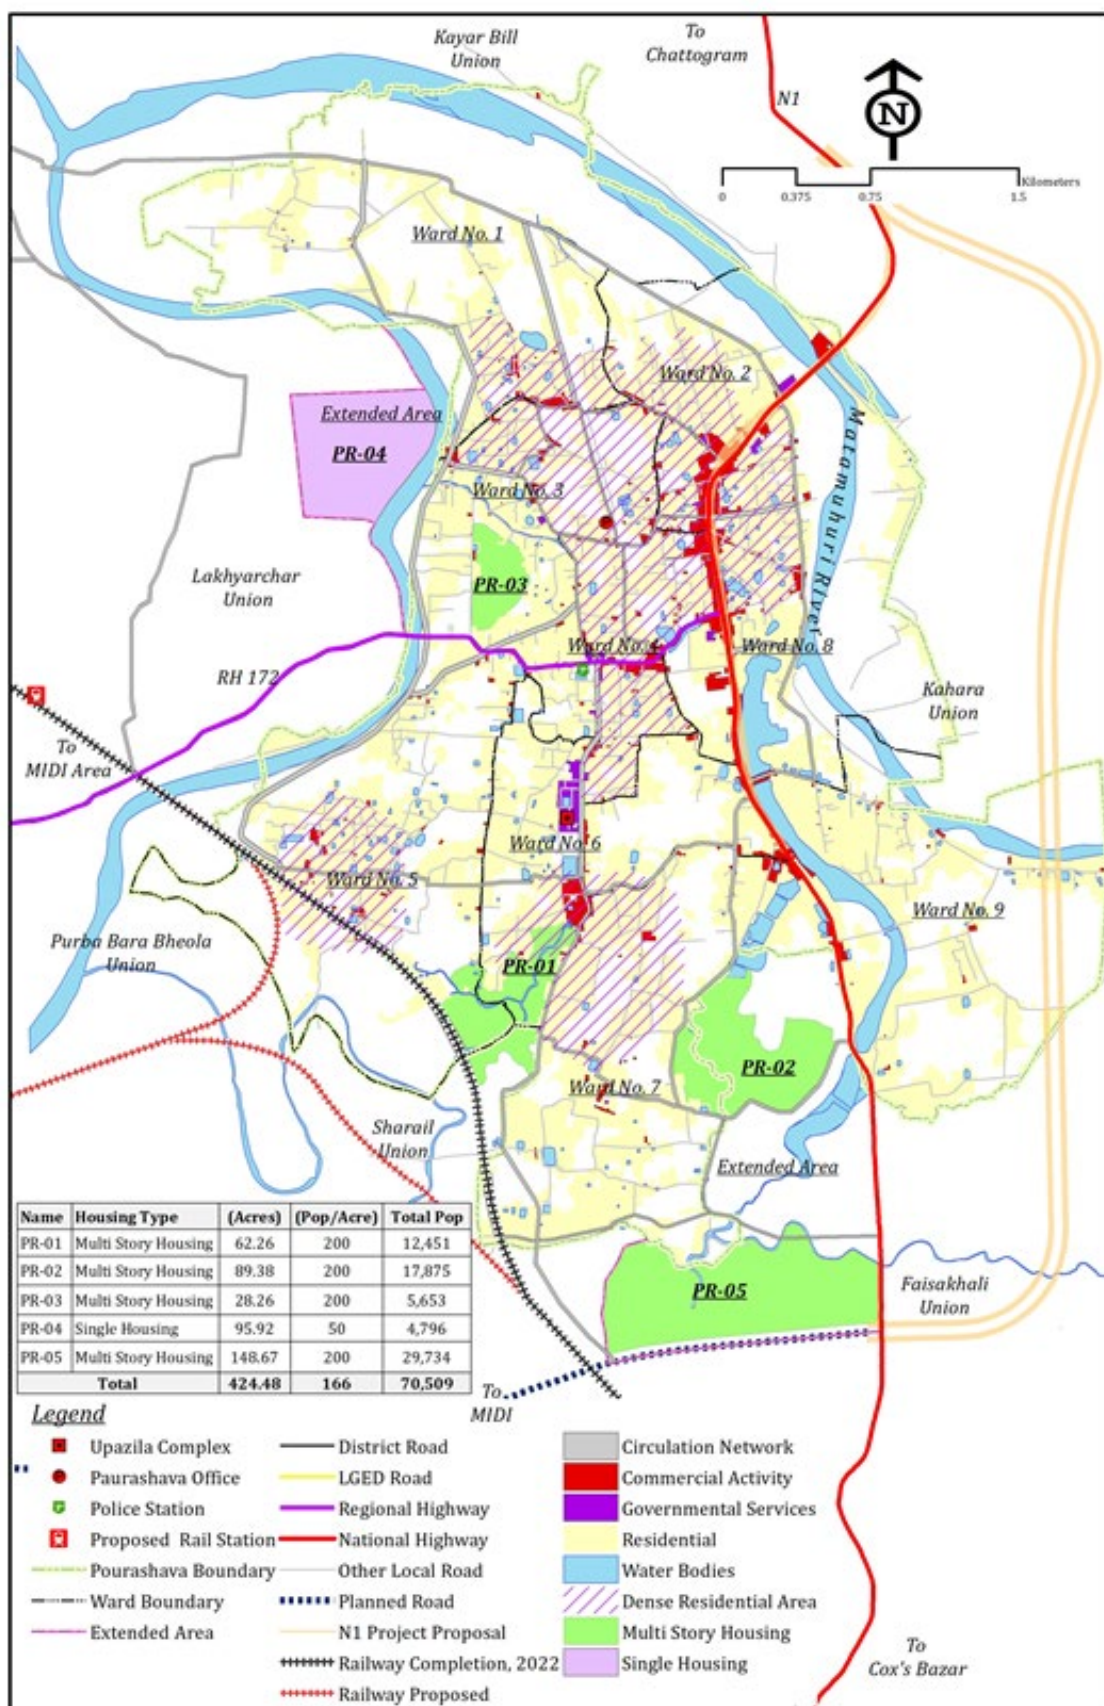 Kayar Bill
Union
To
Chattogram
N1
N
Kilometers
0 0.375 0.75 1.5
Ward No. 1
Ward No. 2
Extended Area
PR-04
Matamuhuri River
Ward No. 3
PR-03
Lakhyarchar
Union
Ward No. 4
Ward No. 8
RH 172
Kahara
Union
To
MIDI Area
Ward No. 6
Ward No. 5
Ward No. 9
Purba Bara Bheola
Union
PR-01
PR-02
Ward No. 7
Sharail
Union
Extended Area
PR-05
Faisakhali
Union
To
MIDI
Name Housing Type (Acres) (Pop/Acre) Total Pop
PR-01 Multi Story Housing 62.26 200 12,451
PR-02 Multi Story Housing 89.38 200 17,875
PR-03 Multi Story Housing 28.26 200 5,653
PR-04 Single Housing 95.92 50 4,796
PR-05 Multi Story Housing 148.67 200 29,734
Total 424.48 166 70,509
Legend
Upazila Complex
Paurashava Office
Police Station
Proposed Rail Station
Pourashava Boundary
Ward Boundary
Extended Area
District Road
LGED Road
Regional Highway
National Highway
Other Local Road
Planned Road
N1 Project Proposal
Railway Completion, 2022
Railway Proposed
Circulation Network
Commercial Activity
Governmental Services
Residential
Water Bodies
Dense Residential Area
Multi Story Housing
Single Housing
To
Cox's Bazar